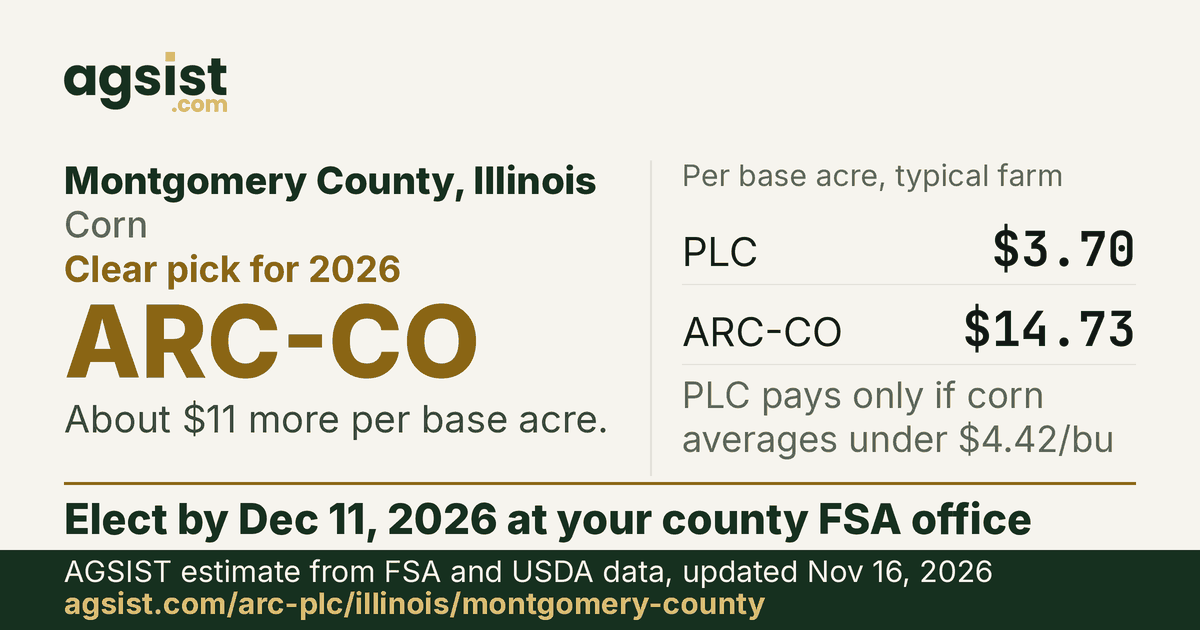 agsist
.com
Montgomery County, Illinois
Corn
Clear pick for 2026
ARC-CO
About $11 more per base acre.
Per base acre, typical farm
PLC $3.70
ARC-CO $14.73
PLC pays only if corn
averages under $4.42/bu
Elect by Dec 11, 2026 at your county FSA office
AGSIST estimate from FSA and USDA data, updated Nov 16, 2026
agsist.com/arc-plc/illinois/montgomery-county